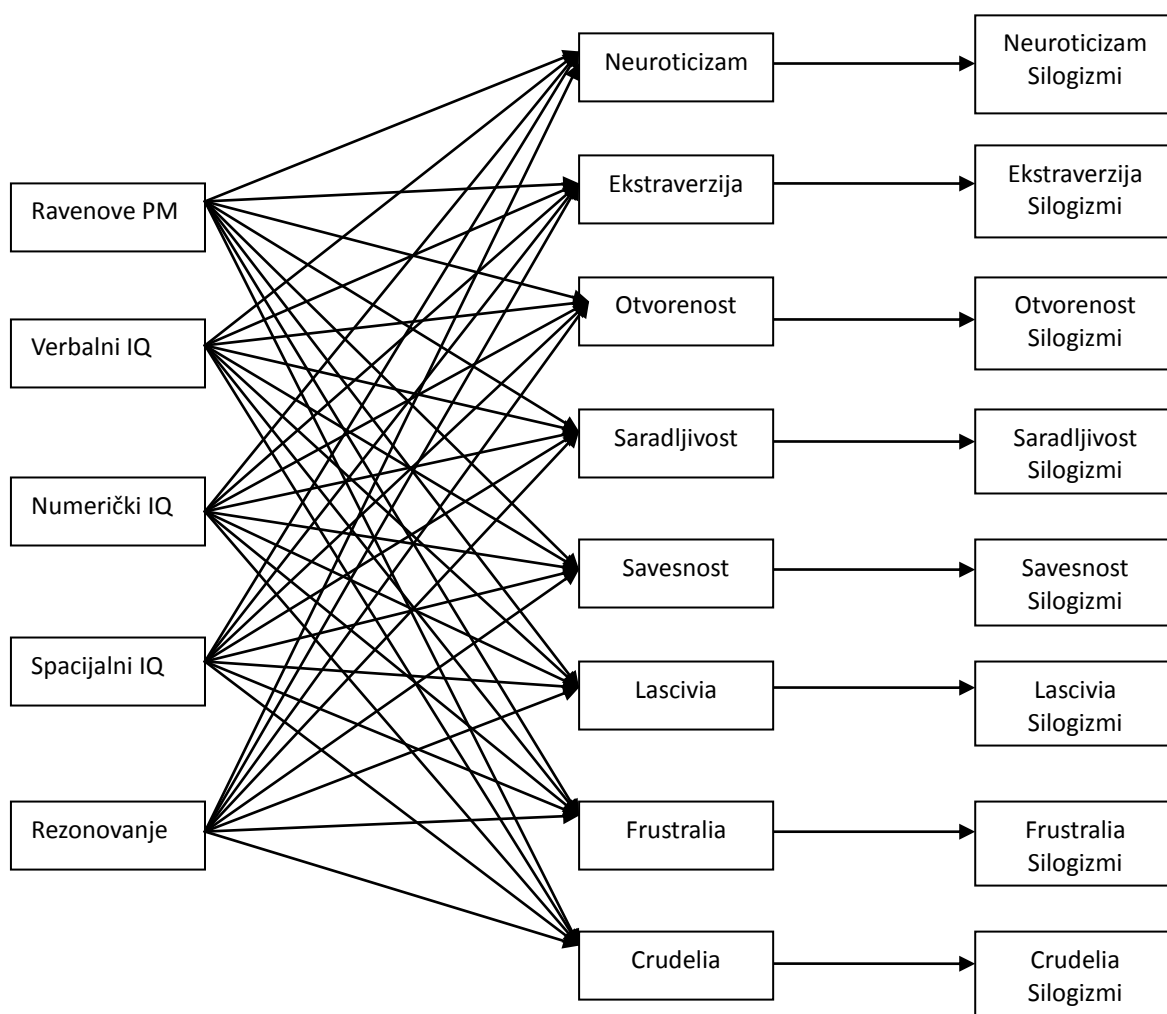 Ravenove PM
Verbalni IQ
Numerički IQ
Spacijalni IQ
Rezonovanje
Neuroticizam
Ekstraverzija
Otvorenost
Saradljivost
Savesnost
Lascivia
Frustralia
Crudelia
Neuroticizam
Silogizmi
Ekstraverzija
Silogizmi
Otvorenost
Silogizmi
Saradljivost
Silogizmi
Savesnost
Silogizmi
Lascivia
Silogizmi
Frustralia
Silogizmi
Crudelia
Silogizmi